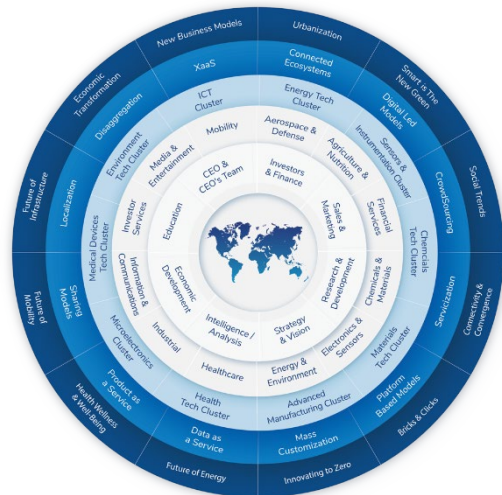 New Business Models
Urbanization
Smart is The
New Green
Social Trends
Connectivity &
Convergence
Bricks & Clicks
Innovating to Zero
Future of Energy
Health Wellness
& Well-Being
Future of
Mobility
Future of
Infrastructure
Economic
Transformation
XaaS
Connected
Ecosystems
Digital Led
Models
CrowdSourcing
Servicization
Platform
Based Models
Mass
Customization
Data as
a Service
Product as
a Service
Sharing
Models
Localization
Disaggregation
ICT
Cluster
Energy Tech
Cluster
Sensors &
Instrumentation Cluster
Chemcials
Tech Cluster
Materials
Tech Cluster
Advanced
Manufacturing Cluster
Health
Tech Cluster
Microelectronics
Cluster
Medical Devices
Tech Cluster
Environment
Tech Cluster
Mobility
Aerospace &
Defense
Agriculture &
Nutrition
Financial
Services
Chemicals &
Materials
Electronics &
Sensors
Energy &
Environment
Healthcare
Industrial
Information &
Communications
Investor
Services
Media &
Entertainment
CEO &
CEO's Team
Investors
& Finance
Sales &
Marketing
Research &
Development
Strategy
& Vision
Intelligence /
Analysis
Economic
Development
Education